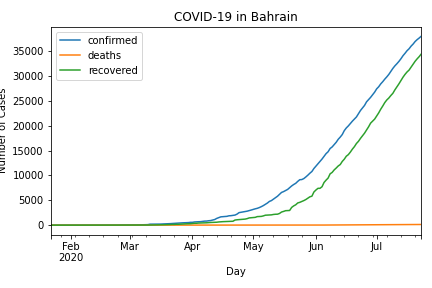 COVID-19 in Bahrain
confirmed
deaths
recovered
Number of Cases
35000
30000
25000
20000
15000
10000
5000
0
Feb Mar Apr May Jun Jul
2020
Day